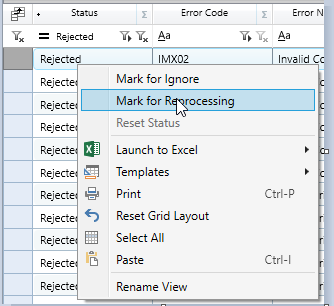 Status Σ Error Code Σ Error N
= Rejected Aa Aa
Rejected IMX02 Invalid Co
Rejected
Mark for Ignore
Rejected
Mark for Reprocessing
Rejected
Reset Status
Rejected
Launch to Excel
Rejected
Templates
Rejected
Print Ctrl-P
Rejected
Reset Grid Layout
Rejected
Select All
Rejected
Paste Ctrl-I
Rejected
Rename View